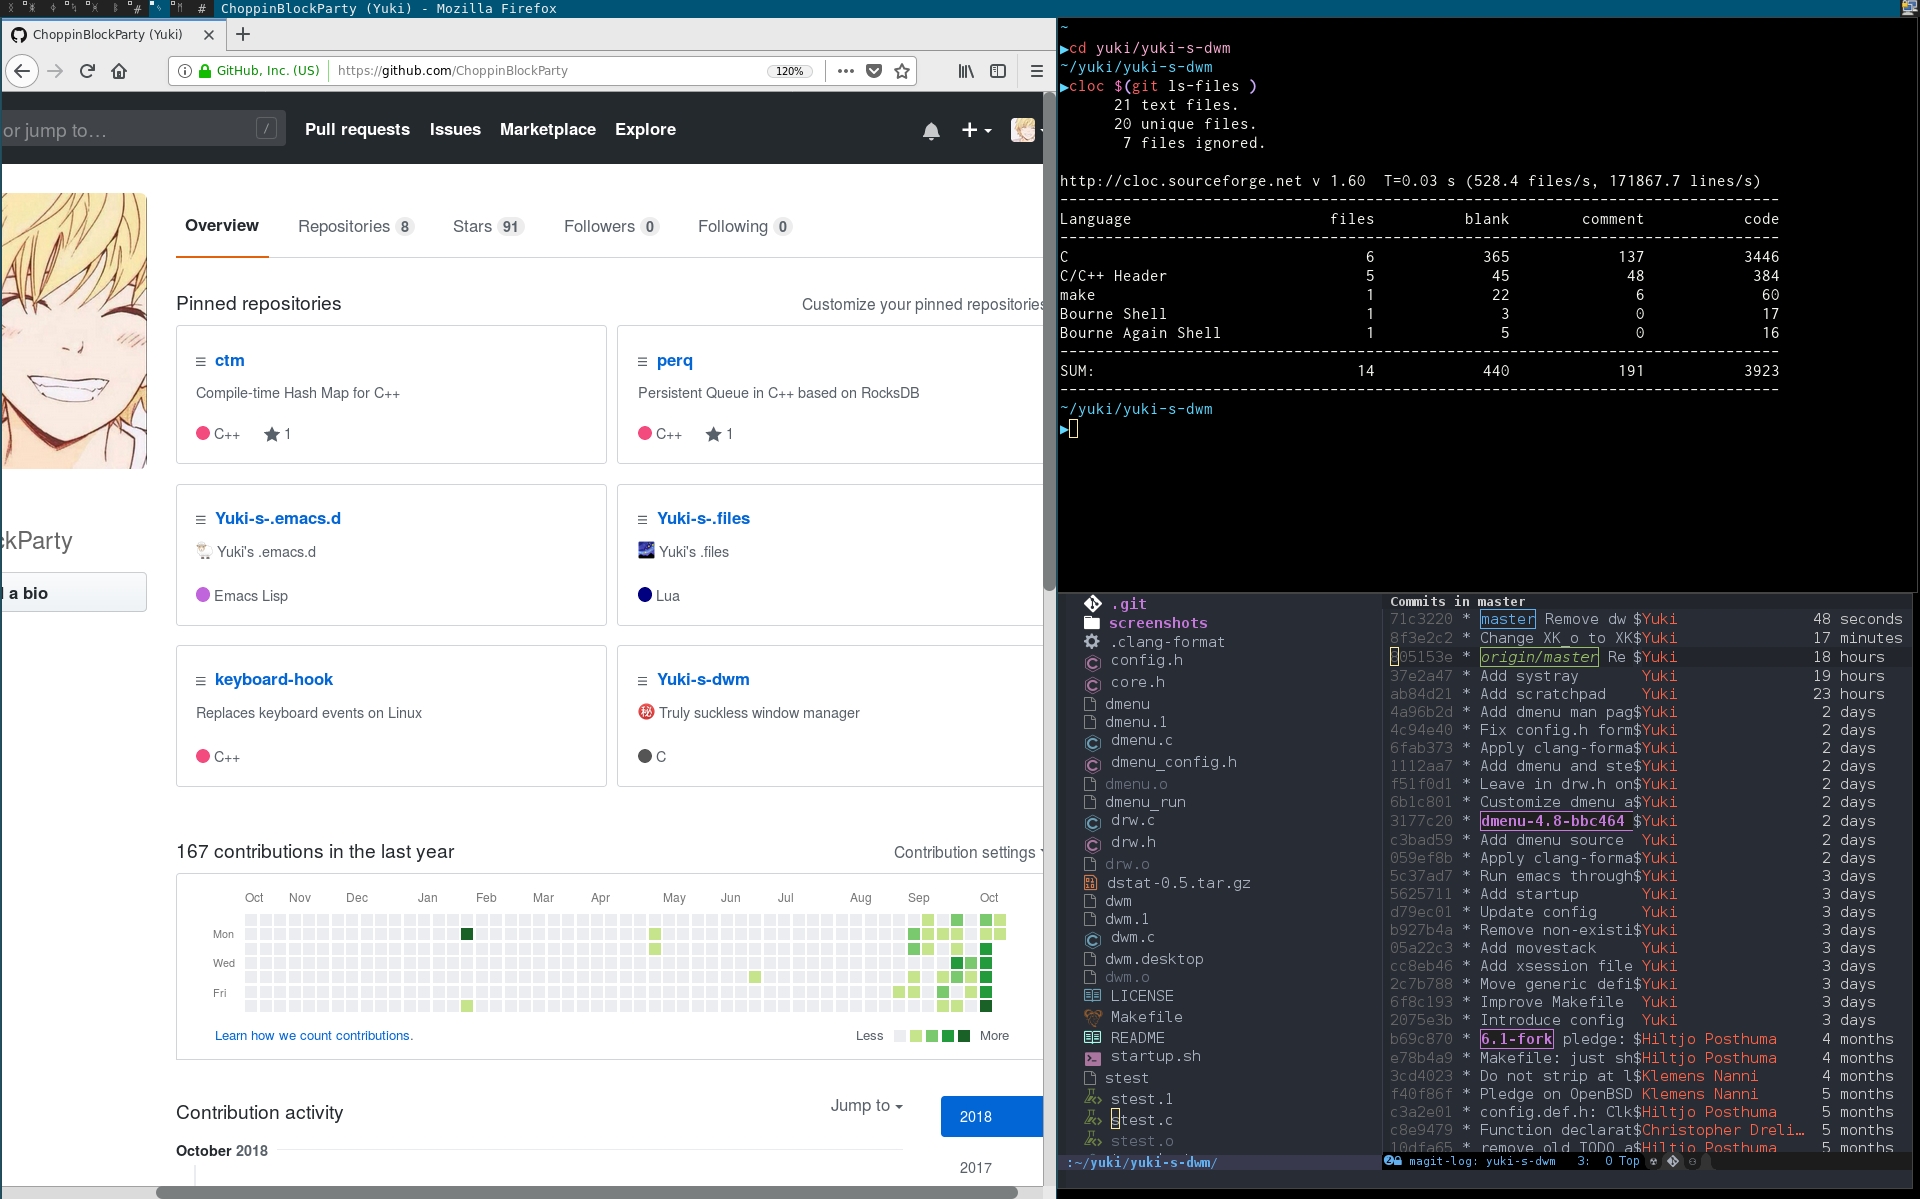 ChoppinBlockParty (Yuki) - Mozilla Firefox
ChoppinBlockParty (Yuki)
GitHub, Inc. (US)
https://github.com/ChoppinBlockParty
120%
or jump to…
/
Pull requests Issues Marketplace Explore
Overview Repositories 8 Stars 91 Followers 0 Following 0
Pinned repositories
Customize your pinned repositories
ctm
Compile-time Hash Map for C++
C++ 1
perq
Persistent Queue in C++ based on RocksDB
C++ 1
Yuki-s-.emacs.d
Yuki's .emacs.d
Emacs Lisp
Yuki-s-.files
Yuki's .files
Lua
keyboard-hook
Replaces keyboard events on Linux
C++
Yuki-s-dwm
㊙ Truly suckless window manager
C
ckParty
a bio
167 contributions in the last year
Contribution settings
Oct Nov Dec Jan Feb Mar Apr May Jun Jul Aug Sep Oct
Mon
Wed
Fri
Learn how we count contributions.
Less More
Contribution activity
Jump to
2018
October 2018
2017
~
cd yuki/yuki-s-dwm
~/yuki/yuki-s-dwm
cloc $(git ls-files )
21 text files.
20 unique files.
7 files ignored.
http://cloc.sourceforge.net v 1.60  T=0.03 s (528.4 files/s, 171867.7 lines/s)
-------------------------------------------------------------------------------
Language files blank comment code
-------------------------------------------------------------------------------
C 6 365 137 3446
C/C++ Header 5 45 48 384
make 1 22 6 60
Bourne Shell 1 3 0 17
Bourne Again Shell 1 5 0 16
-------------------------------------------------------------------------------
SUM: 14 440 191 3923
-------------------------------------------------------------------------------
~/yuki/yuki-s-dwm
.git
screenshots
.clang-format
config.h
core.h
dmenu
dmenu.1
dmenu.c
dmenu_config.h
dmenu.o
dmenu_run
drw.c
drw.h
drw.o
dstat-0.5.tar.gz
dwm
dwm.1
dwm.c
dwm.desktop
dwm.o
LICENSE
Makefile
README
startup.sh
stest
stest.1
stest.c
stest.o
:~/yuki/yuki-s-dwm/
Commits in master
71c3220 * master Remove dw $Yuki 48 seconds
8f3e2c2 * Change XK_o to XK$Yuki 17 minutes
805153e * origin/master Re $Yuki 18 hours
37e2a47 * Add systray Yuki 19 hours
ab84d21 * Add scratchpad Yuki 23 hours
4a96b2d * Add dmenu man pag$Yuki 2 days
4c94e40 * Fix config.h form$Yuki 2 days
6fab373 * Apply clang-forma$Yuki 2 days
1112aa7 * Add dmenu and ste$Yuki 2 days
f51f0d1 * Leave in drw.h on$Yuki 2 days
6b1c801 * Customize dmenu a$Yuki 2 days
3177c20 * dmenu-4.8-bbc464 $Yuki 2 days
c3bad59 * Add dmenu source Yuki 2 days
059ef8b * Apply clang-forma$Yuki 2 days
5c37ad7 * Run emacs through$Yuki 3 days
5625711 * Add startup Yuki 3 days
d79ec01 * Update config Yuki 3 days
b927b4a * Remove non-existi$Yuki 3 days
05a22c3 * Add movestack Yuki 3 days
cc8eb46 * Add xsession file Yuki 3 days
2c7b788 * Move generic defi$Yuki 3 days
6f8c193 * Improve Makefile Yuki 3 days
2075e3b * Introduce config Yuki 3 days
b69c870 * 6.1-fork pledge: $Hiltjo Posthuma 4 months
e78b4a9 * Makefile: just sh$Hiltjo Posthuma 4 months
3cd4023 * Do not strip at l$Klemens Nanni 4 months
f40f86f * Pledge on OpenBSD Klemens Nanni 5 months
c3a2e01 * config.def.h: Clk$Hiltjo Posthuma 5 months
c8e9479 * Function declarat$Christopher Dreli… 5 months
10dfa65 * remove old TODO a$Hiltjo Posthuma 5 months
magit-log: yuki-s-dwm 3: 0 Top